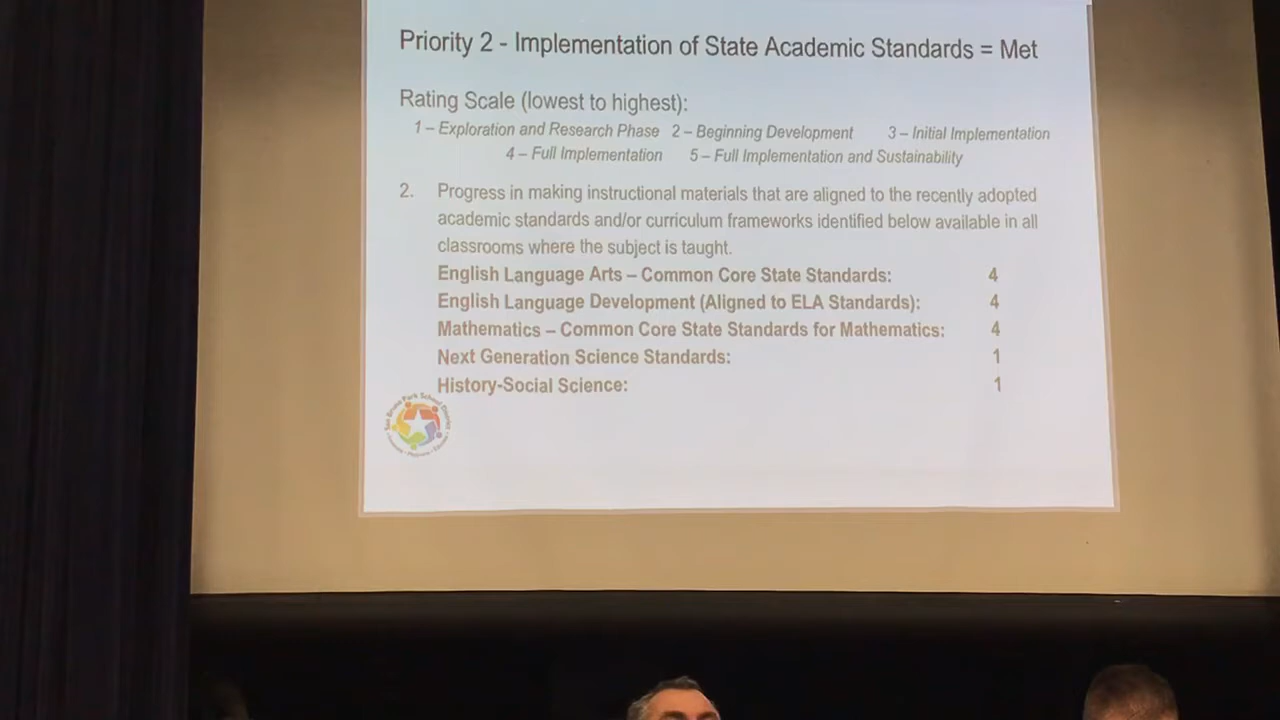 Priority 2 - Implementation of State Academic Standards = Met
Rating Scale (lowest to highest):
1 – Exploration and Research Phase 2 – Beginning Development 3 – Initial Implementation
4 – Full Implementation 5 – Full Implementation and Sustainability
2. Progress in making instructional materials that are aligned to the recently adopted
academic standards and/or curriculum frameworks identified below available in all
classrooms where the subject is taught.
English Language Arts – Common Core State Standards: 4
English Language Development (Aligned to ELA Standards): 4
Mathematics – Common Core State Standards for Mathematics: 4
Next Generation Science Standards: 1
History-Social Science: 1
San Bruno Park School District